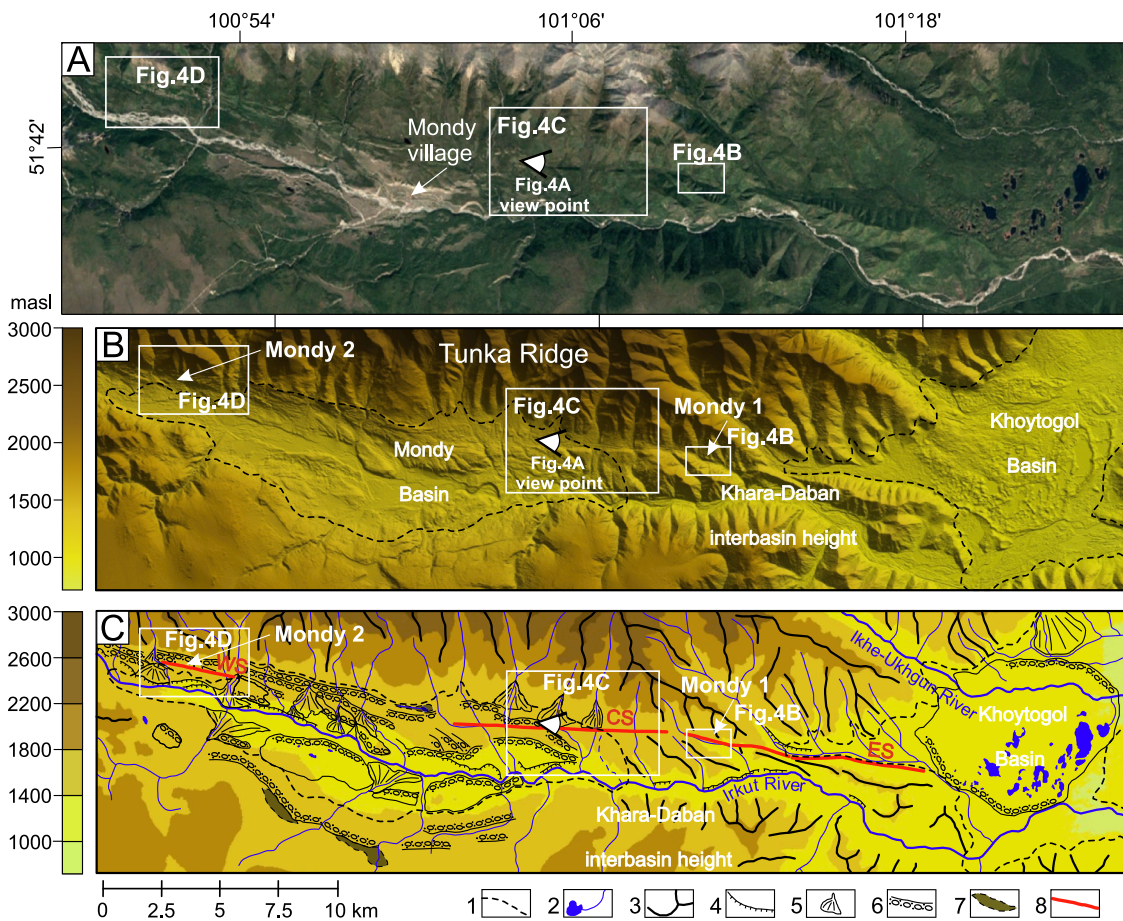 100°54'
101°06'
101°18'
51°42'
A
Fig.4D
Mondy
village
Fig.4C
Fig.4A
view point
Fig.4B
masl
3000
2500
2000
1500
1000
B
Mondy 2
Fig.4D
Tunka Ridge
Mondy
Basin
Fig.4C
Fig.4A
view point
Mondy 1
Fig.4B
Khara-Daban
interbasin height
Khoytogol
Basin
3000
2600
2200
1800
1400
1000
C
Fig.4D
Mondy 2
WS
Fig.4C
CS
Mondy 1
Fig.4B
ES
Ikhe-Ukhgun River
Khoytogol
Basin
Irkut River
Khara-Daban
interbasin height
0 2.5 5 7.5 10 km
1 2 3 4 5 6 7 8